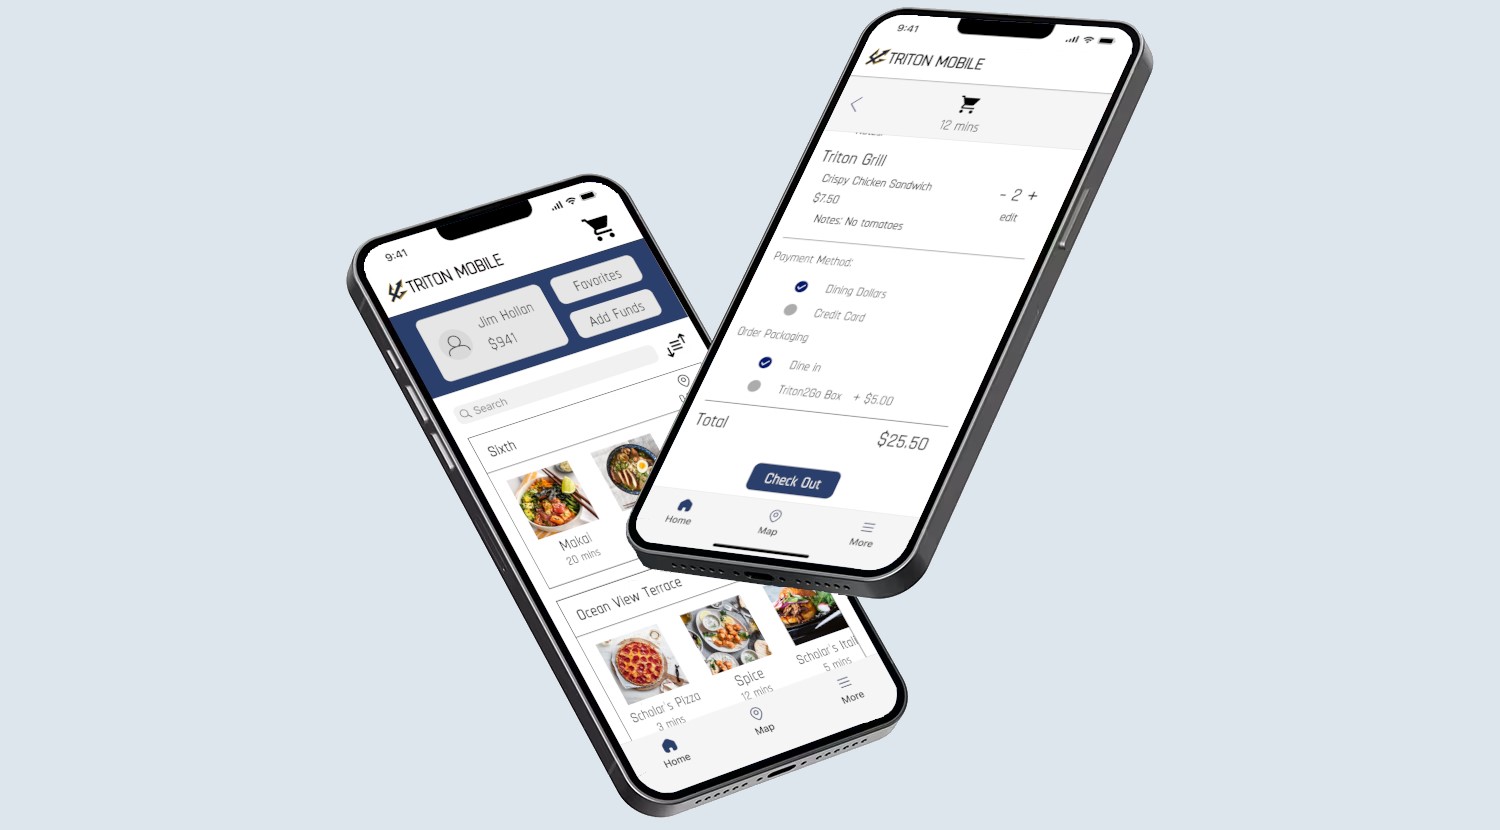 9:41
TRITON MOBILE
Jim Hollan
$941
Favorites
Add Funds
Search
Sixth
Makai
20 mins
Ocean View Terrace
Scholar's Pizza
3 mins
Spice
12 mins
Scholar's Itali
5 mins
Home
Map
More
9:41
TRITON MOBILE
12 mins
Triton Grill
Crispy Chicken Sandwich
$7.50
Notes: No tomatoes
- 2 +
edit
Payment Method:
Dining Dollars
Credit Card
Order Packaging
Dine in
Triton2Go Box + $5.00
Total
$25.50
Check Out
Home
Map
More